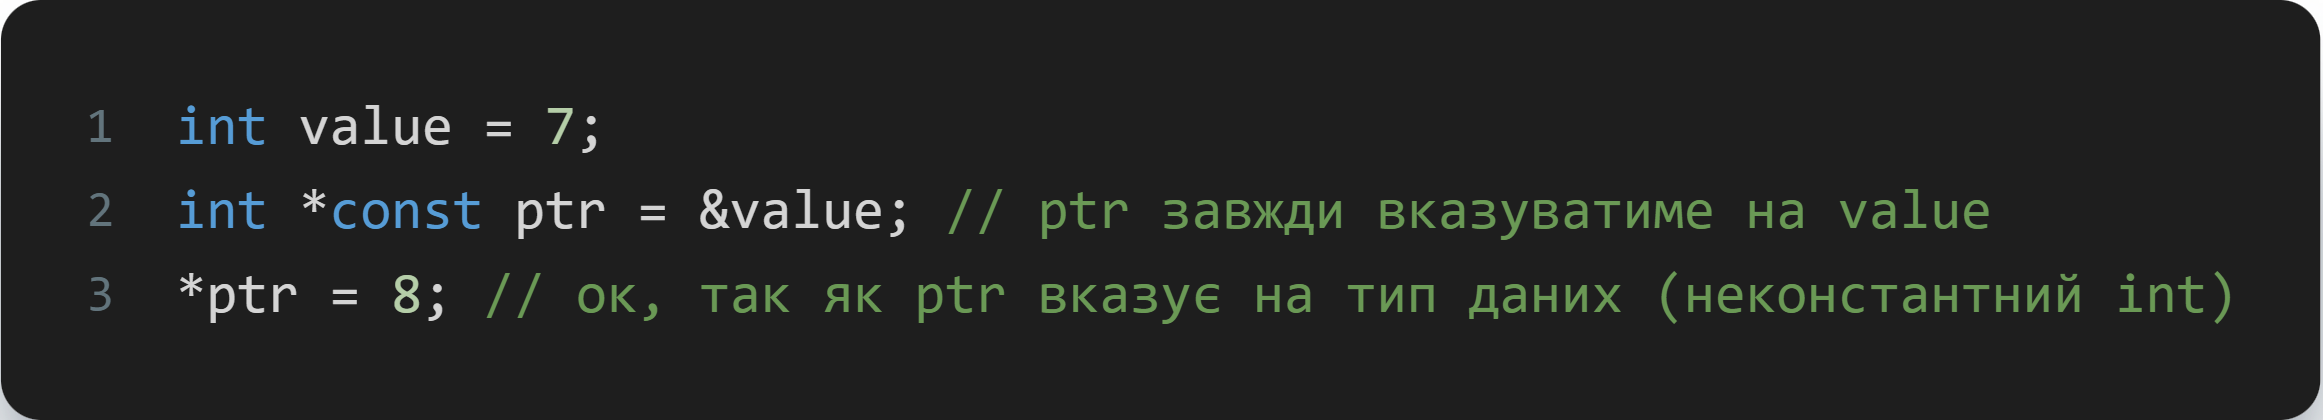 1 int value = 7;
2 int *const ptr = &value; // ptr завжди вказуватиме на value
3 *ptr = 8; // ок, так як ptr вказує на тип даних (неконстантний int)